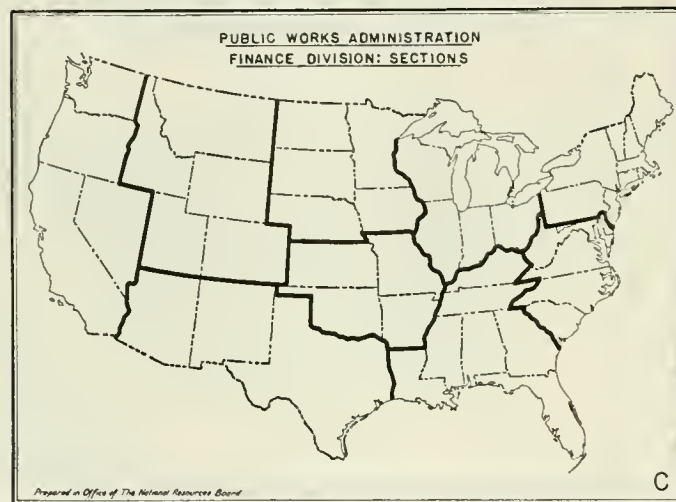 PUBLIC WORKS ADMINISTRATION
FINANCE DIVISION: SECTIONS
Prepared in Office of The National Resources Board
C